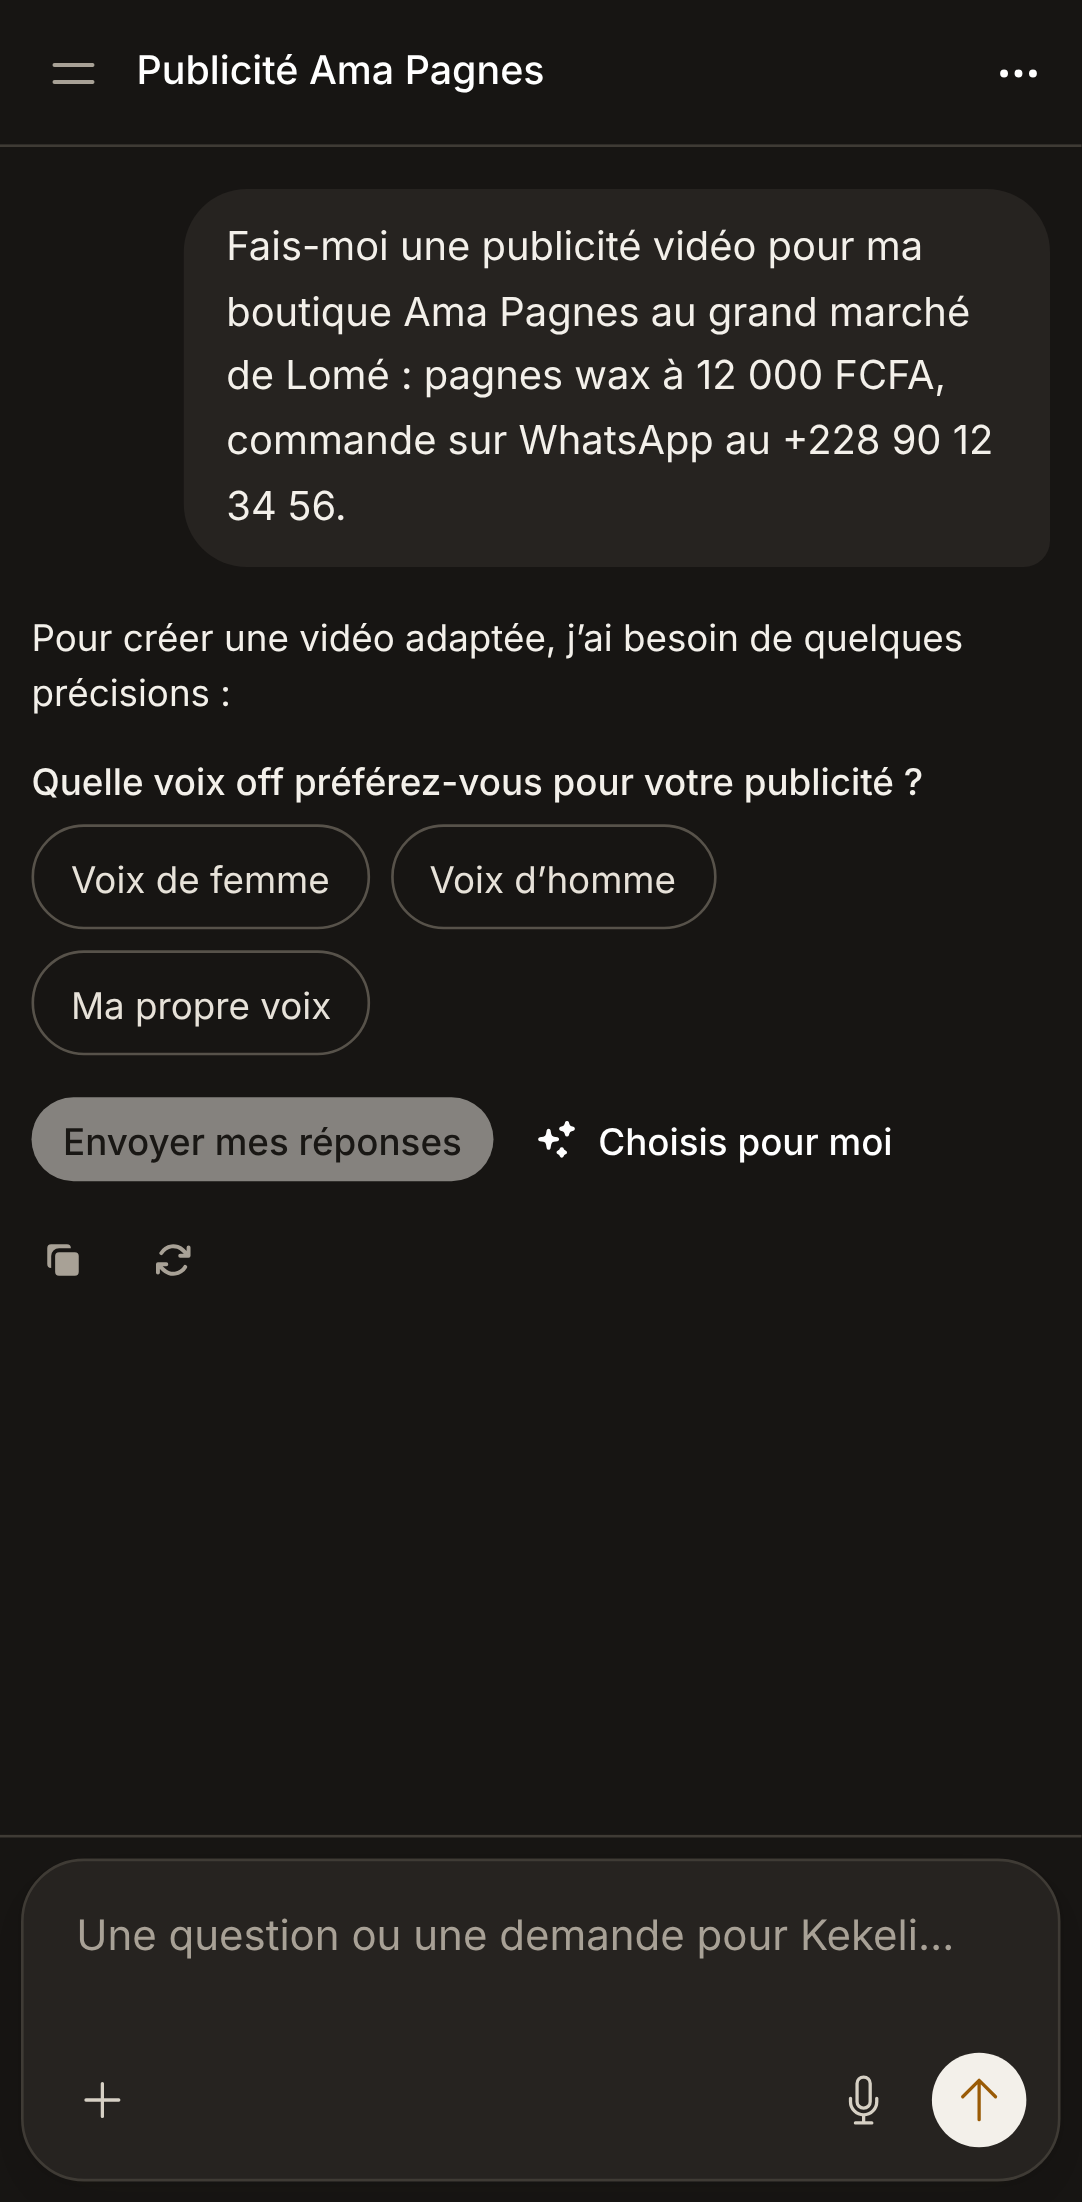 Publicité Ama Pagnes
Fais-moi une publicité vidéo pour ma
boutique Ama Pagnes au grand marché
de Lomé : pagnes wax à 12 000 FCFA,
commande sur WhatsApp au +228 90 12
34 56.
Pour créer une vidéo adaptée, j’ai besoin de quelques
précisions :
Quelle voix off préférez-vous pour votre publicité ?
Voix de femme
Voix d’homme
Ma propre voix
Envoyer mes réponses
Choisis pour moi
Une question ou une demande pour Kekeli...